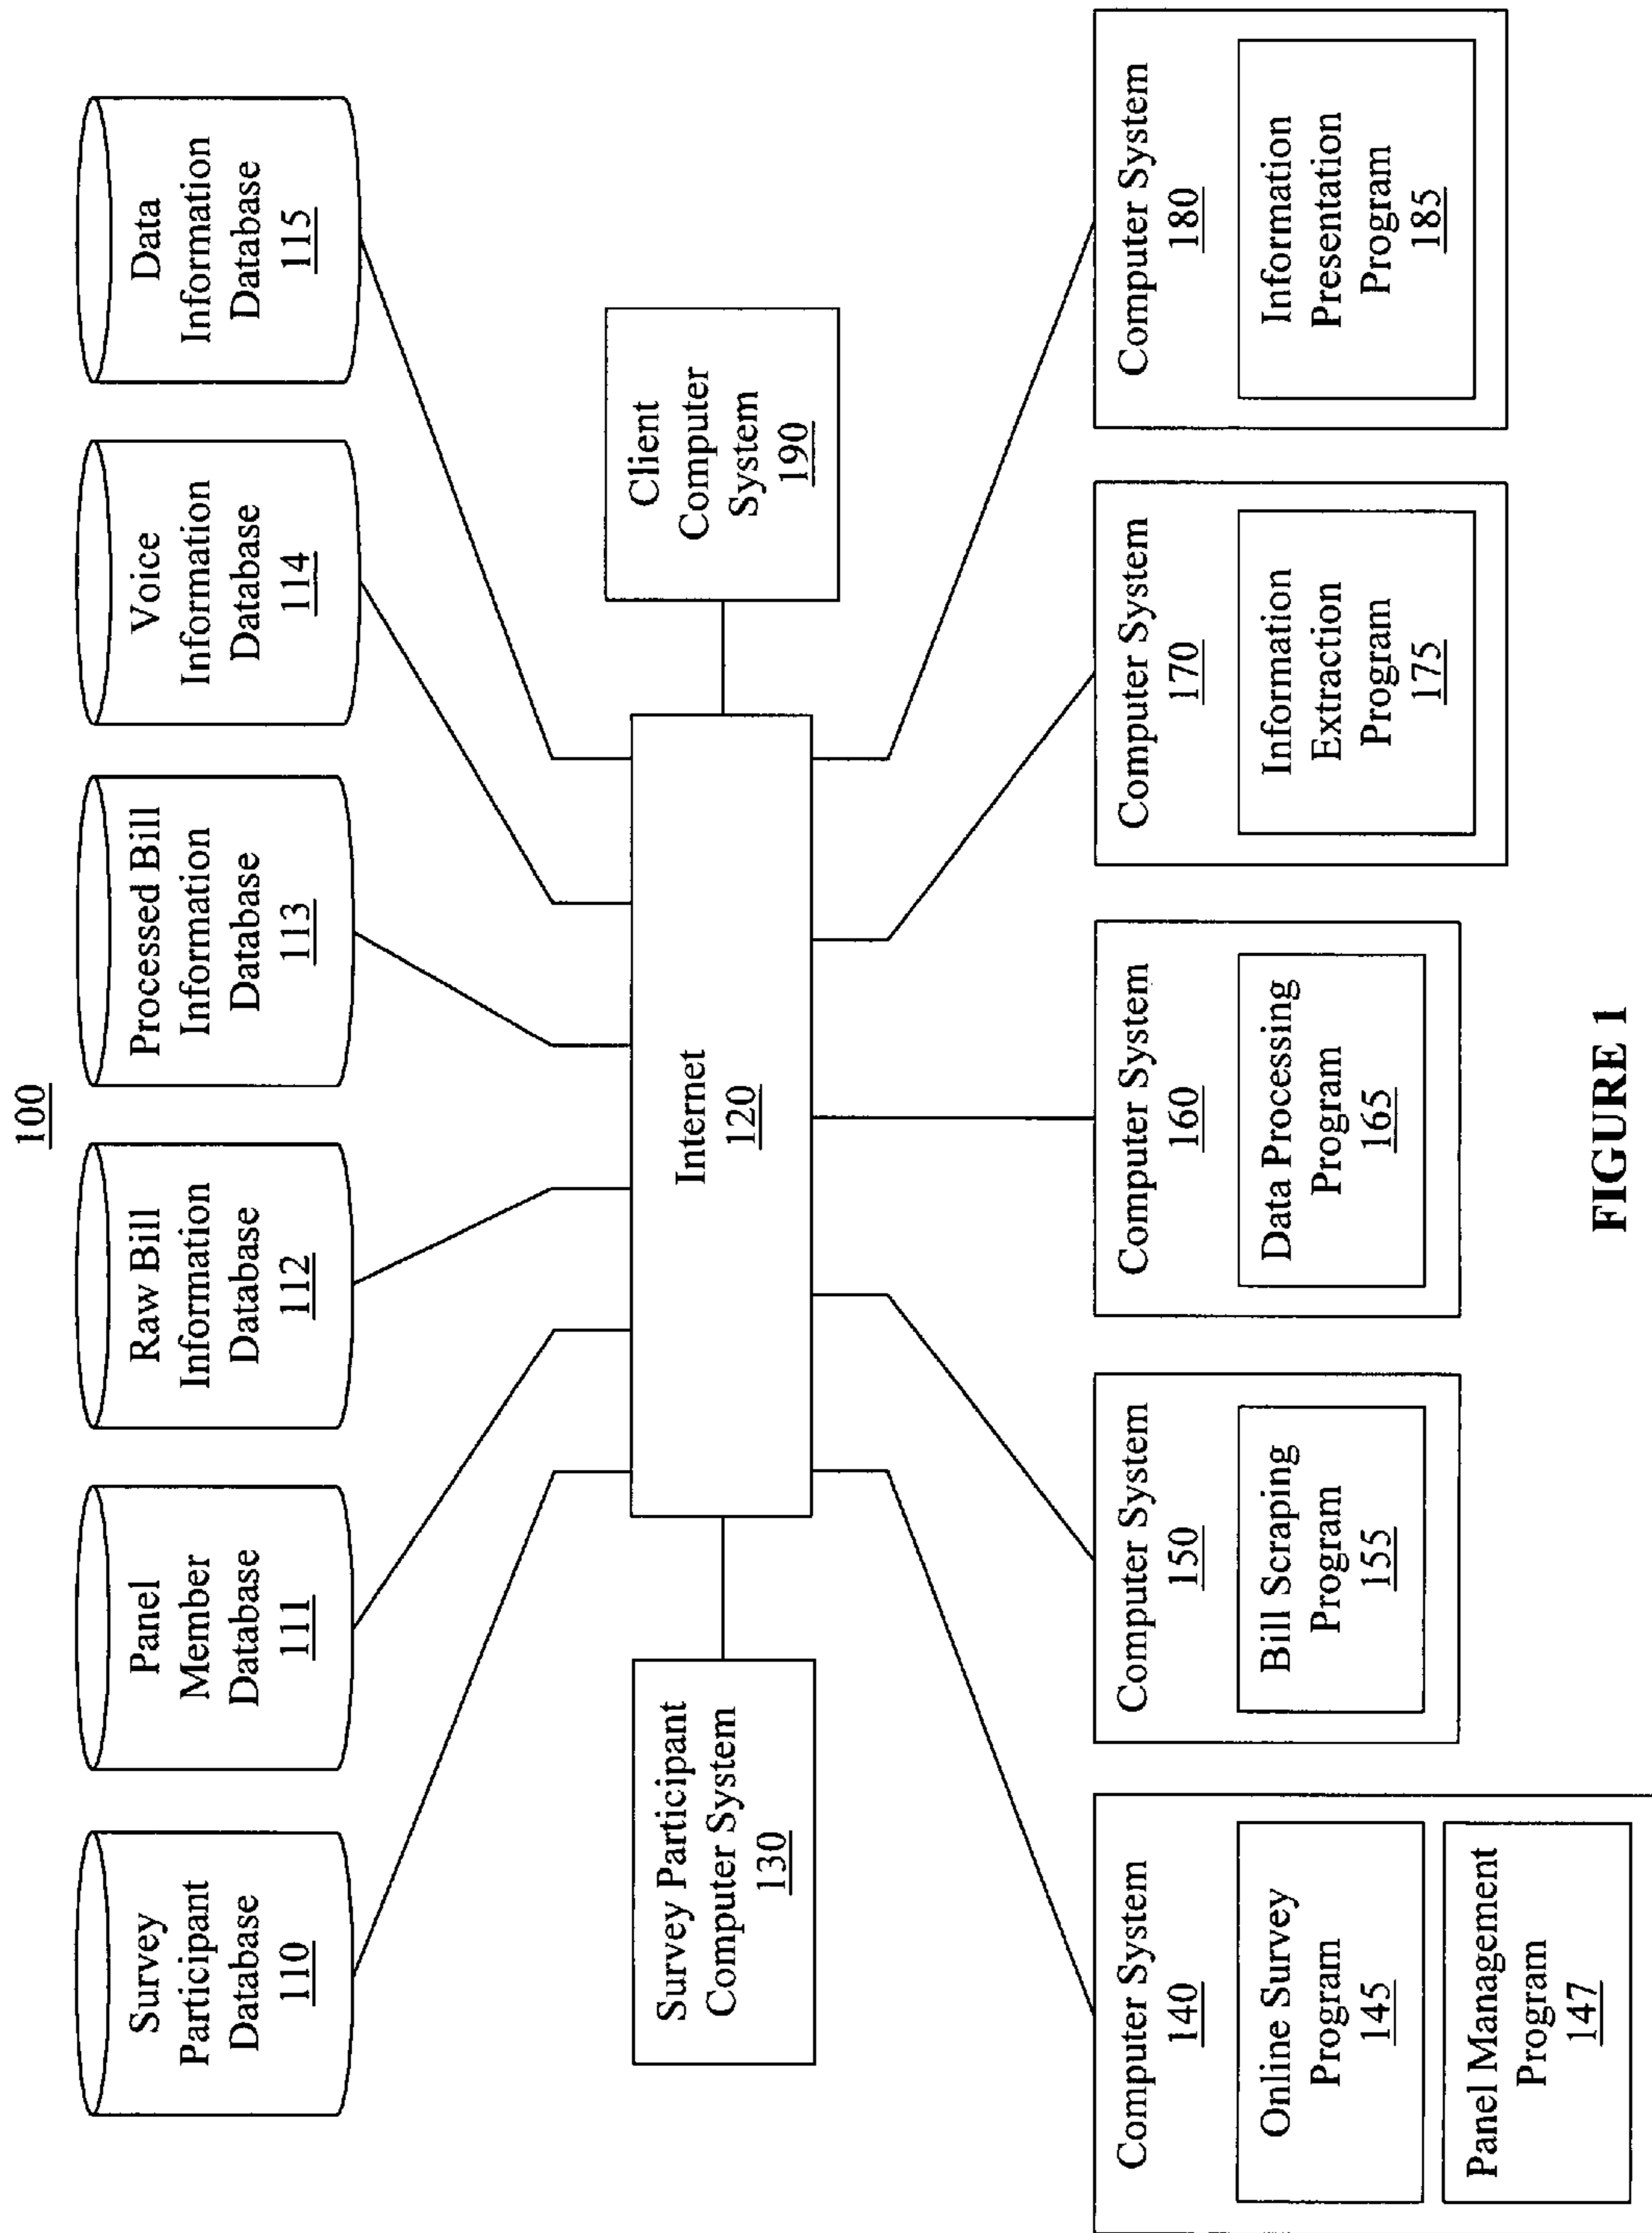 100
Survey
Participant
Database
110
Panel
Member
Database
111
Raw Bill
Information
Database
112
Processed Bill
Information
Database
113
Voice
Information
Database
114
Data
Information
Database
115
Survey Participant
Computer System
130
Internet
120
Client
Computer
System
190
Computer System
140
Online Survey
Program
145
Panel Management
Program
147
Computer System
150
Bill Scraping
Program
155
Computer System
160
Data Processing
Program
165
Computer System
170
Information
Extraction
Program
175
Computer System
180
Information
Presentation
Program
185
FIGURE 1